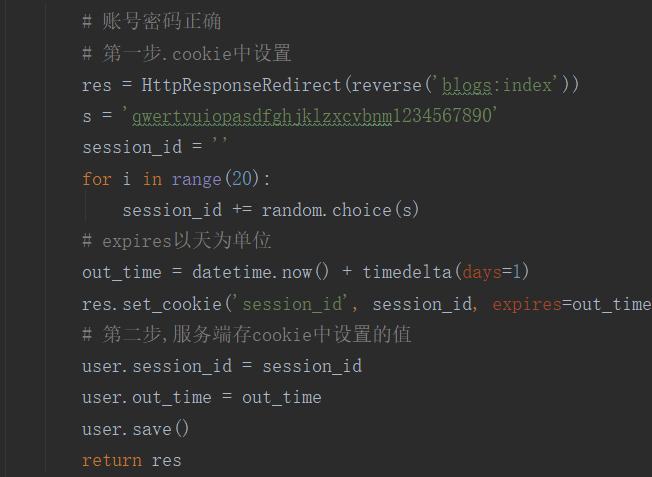 # 账号密码正确
# 第一步.cookie中设置
res = HttpResponseRedirect(reverse('blogs:index'))
s = 'qwertyuiopasdfghjklzxcvbnm1234567890'
session_id = ''
for i in range(20):
session_id += random.choice(s)
# expires以天为单位
out_time = datetime.now() + timedelta(days=1)
res.set_cookie('session_id', session_id, expires=out_time
# 第二步,服务端存cookie中设置的值
user.session_id = session_id
user.out_time = out_time
user.save()
return res